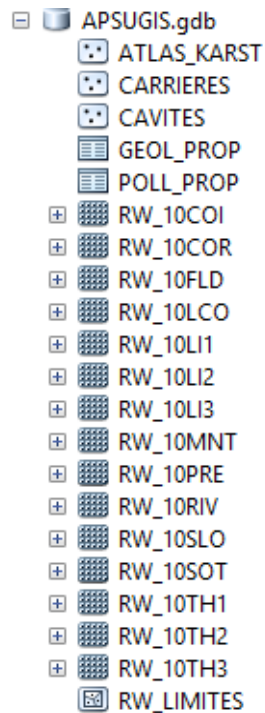 APSUGIS.gdb
ATLAS_KARST
CARRIERES
CAVITES
GEOL_PROP
POLL_PROP
RW_10COI
RW_10COR
RW_10FLD
RW_10LCO
RW_10LI1
RW_10LI2
RW_10LI3
RW_10MNT
RW_10PRE
RW_10RIV
RW_10SLO
RW_10SOT
RW_10TH1
RW_10TH2
RW_10TH3
RW_LIMITES